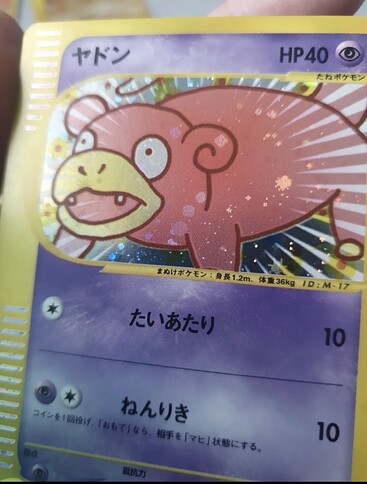 ヤドン HP40
たねポケモン
まぬけポケモン：身長1.2m、体重36kg ID:M-17
たいあたり 10
ねんりき 10
コインを1回投げ、「おもて」なら、相手を「マヒ」状態にする。
弱点 抵抗力